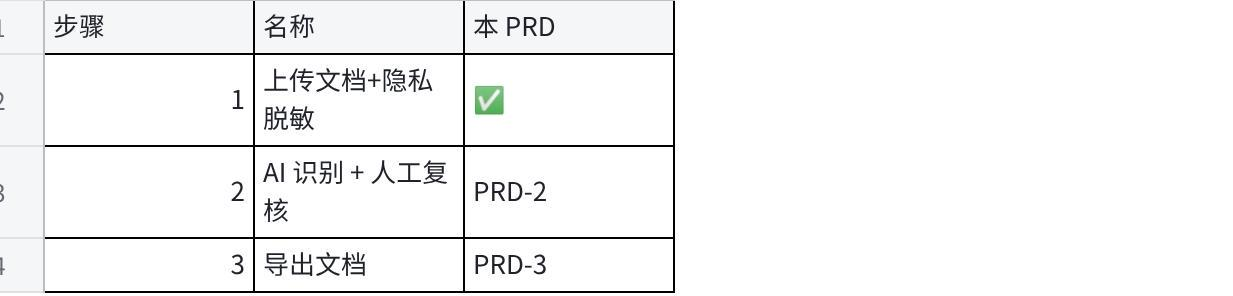 步骤 名称 本 PRD
1 上传文档+隐私
脱敏 ✅
2 AI 识别 + 人工复
核 PRD-2
3 导出文档 PRD-3